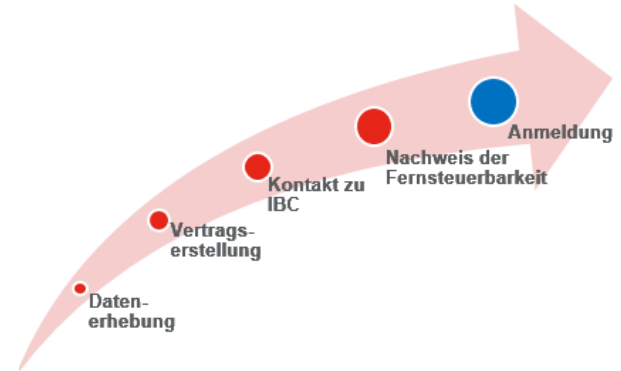 Daten-
erhebung
Vertrags-
erstellung
Kontakt zu
IBC
Nachweis der
Fernsteuerbarkeit
Anmeldung